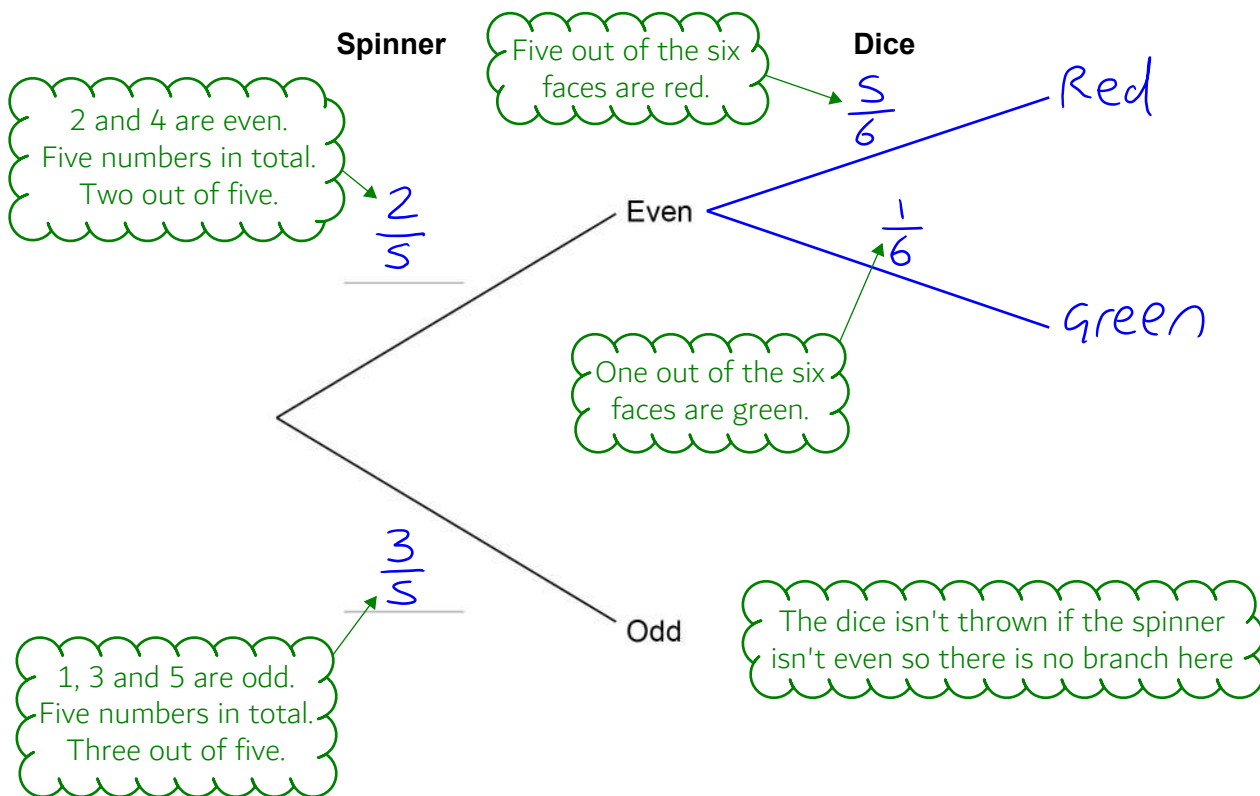 Spinner
Dice
Five out of the six
faces are red.
5/6
Red
2 and 4 are even.
Five numbers in total.
Two out of five.
2/5
Even
1/6
Green
One out of the six
faces are green.
3/5
Odd
The dice isn't thrown if the spinner
isn't even so there is no branch here
1, 3 and 5 are odd.
Five numbers in total.
Three out of five.